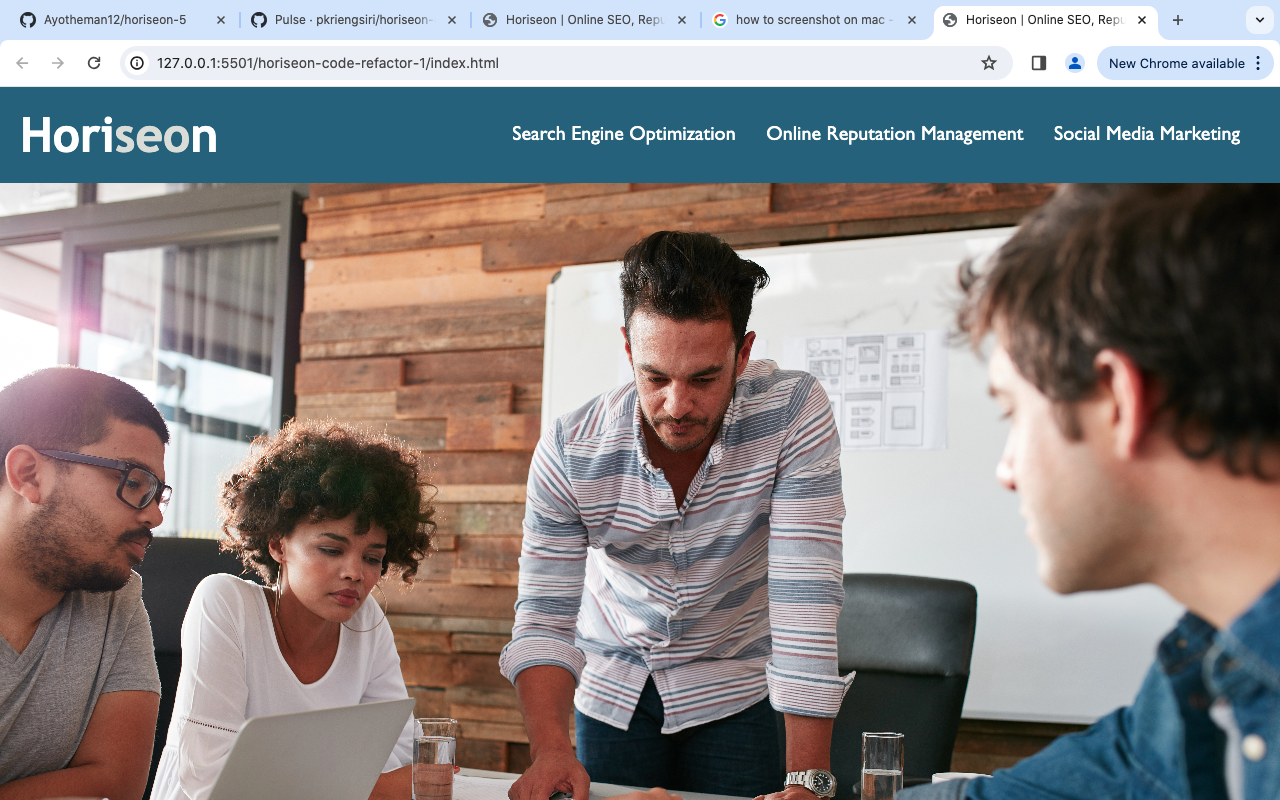 Ayotheman12/horiseon-5
Pulse · pkriengsiri/horiseon-
Horiseon | Online SEO, Repu
how to screenshot on mac -
Horiseon | Online SEO, Repu
127.0.0.1:5501/horiseon-code-refactor-1/index.html
New Chrome available
Horiseon
Search Engine Optimization
Online Reputation Management
Social Media Marketing